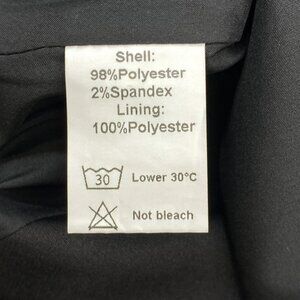 Shell:
98%Polyester
2%Spandex
Lining:
100%Polyester
30 Lower 30°C
Not bleach